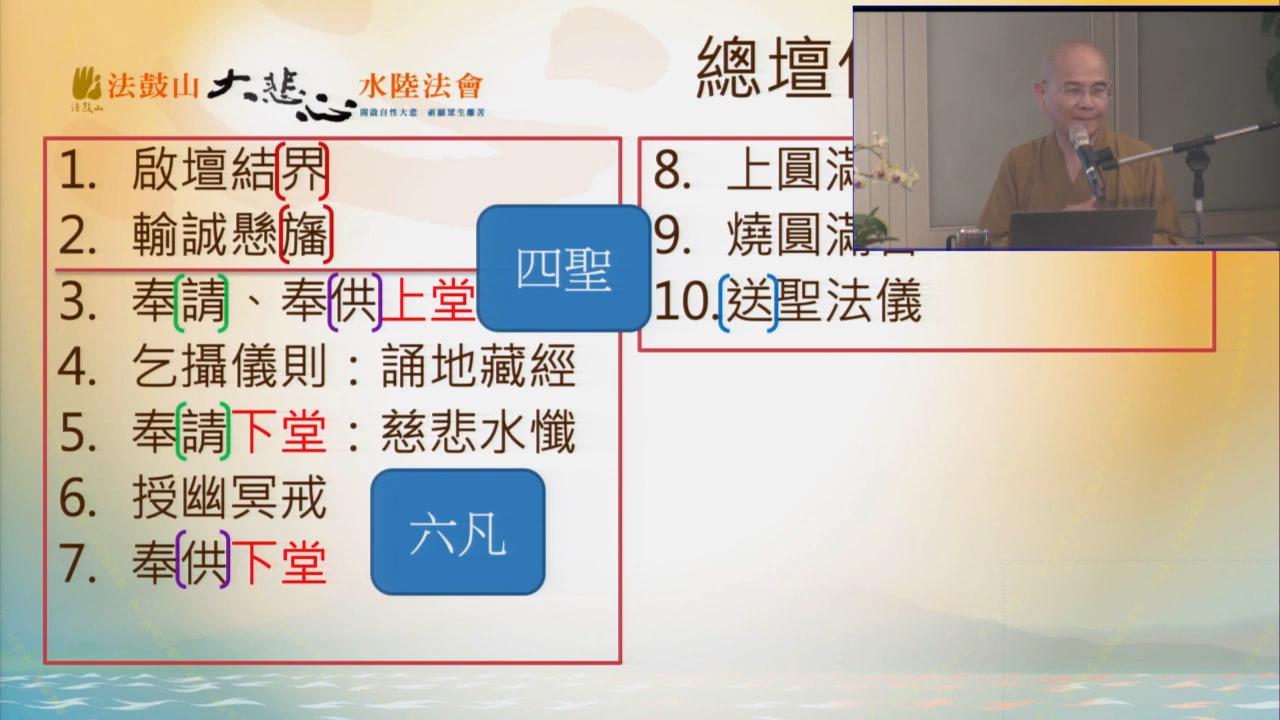 法鼓山
大悲心
水陸法會
法鼓山
開啟自性大悲 祈願眾生離苦
總壇
1. 啟壇結[界]
2. 輸誠懸[旛]
3. 奉[請]、奉[供]上堂
四聖
4. 乞攝儀則：誦地藏經
5. 奉[請]下堂：慈悲水懺
6. 授幽冥戒
7. 奉[供]下堂
六凡
8. 上圓滿
9. 燒圓滿
10.[送]聖法儀